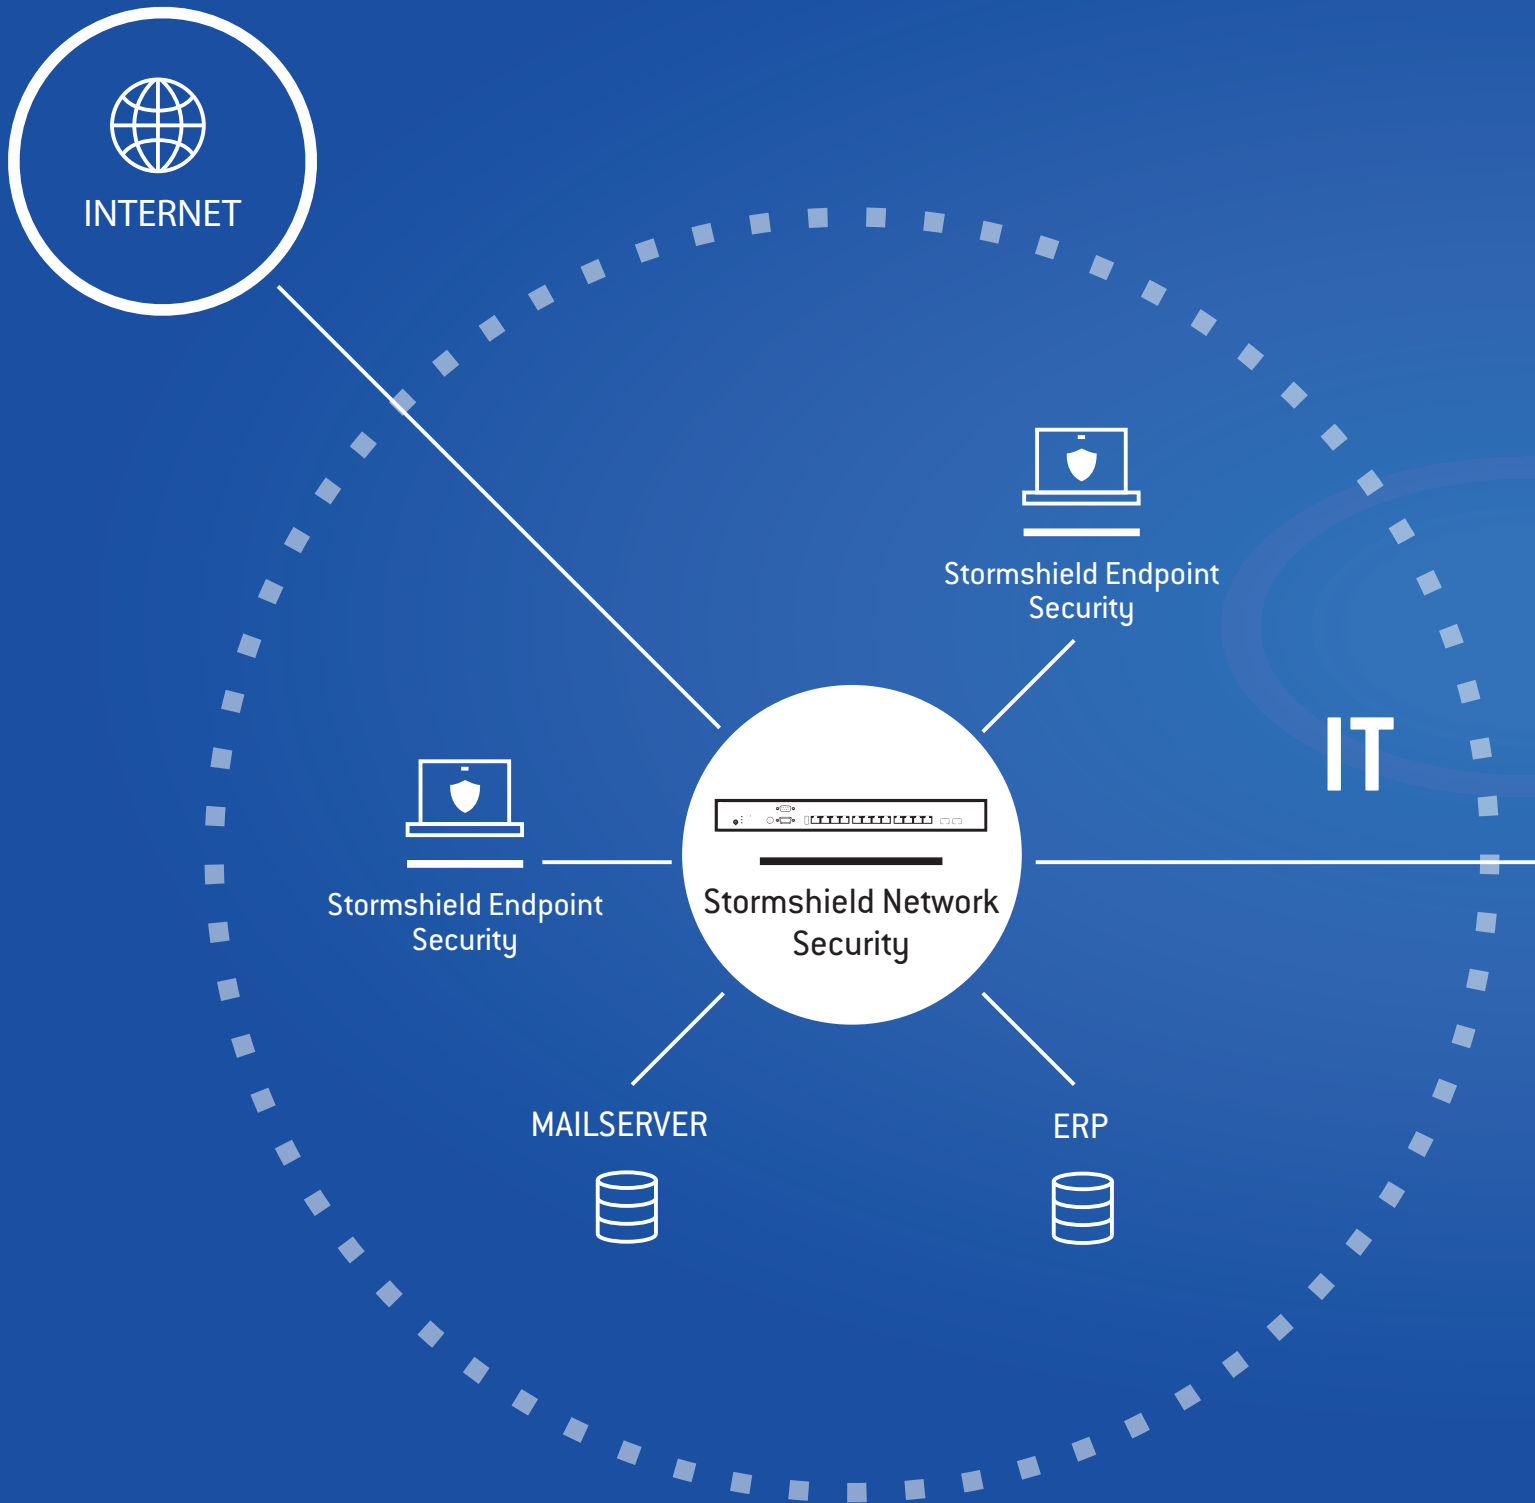 INTERNET
Stormshield Endpoint
Security
IT
Stormshield Endpoint
Security
Stormshield Network
Security
MAILSERVER
ERP